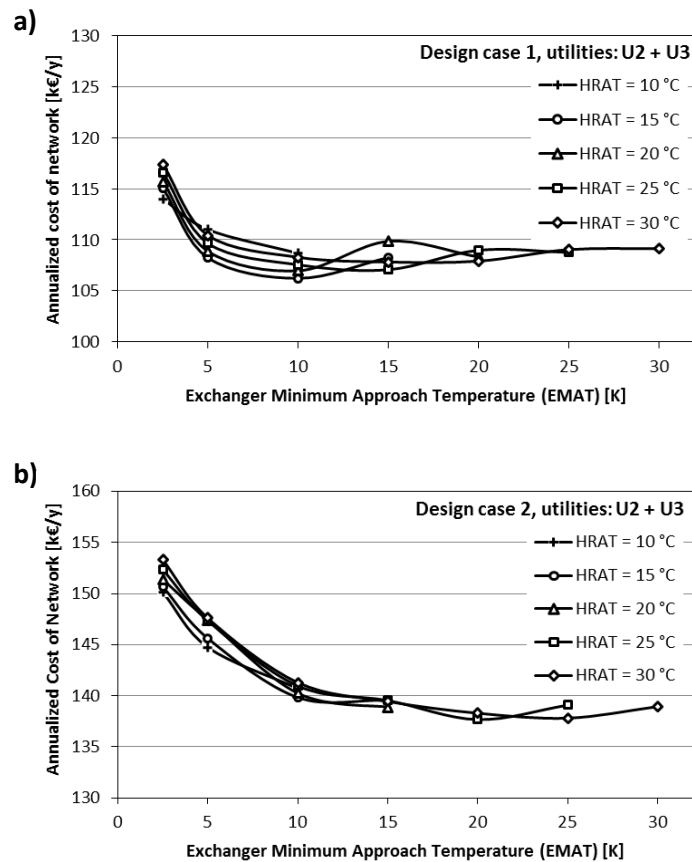 a)
Design case 1, utilities: U2 + U3
HRAT = 10 °C
HRAT = 15 °C
HRAT = 20 °C
HRAT = 25 °C
HRAT = 30 °C
Annualized cost of network [k€/y]
130
125
120
115
110
105
100
0 5 10 15 20 25 30
Exchanger Minimum Approach Temperature (EMAT) [K]
b)
Design case 2, utilities: U2 + U3
HRAT = 10 °C
HRAT = 15 °C
HRAT = 20 °C
HRAT = 25 °C
HRAT = 30 °C
Annualized Cost of Network [k€/y]
160
155
150
145
140
135
130
0 5 10 15 20 25 30
Exchanger Minimum Approach Temperature (EMAT) [K]